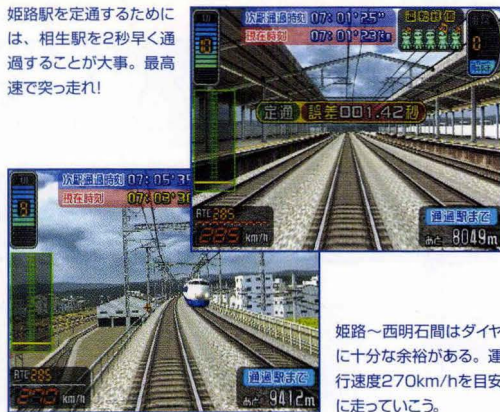 姫路駅を定通するために
は、相生駅を2秒早く通
過することが大事。最高
速で突っ走れ!
次駅通過時刻 07:01'25"
現在時刻 07:01'23
定通 誤差001.42秒
ATC 285
285 km/h
通過駅まで
あと 8049m
次駅通過時刻 07:05'35
現在時刻
ATC 285
km/h
通過駅まで
あと 9412m
姫路〜西明石間はダイヤ
に十分な余裕がある。運
行速度270km/hを目安
に走っていこう。